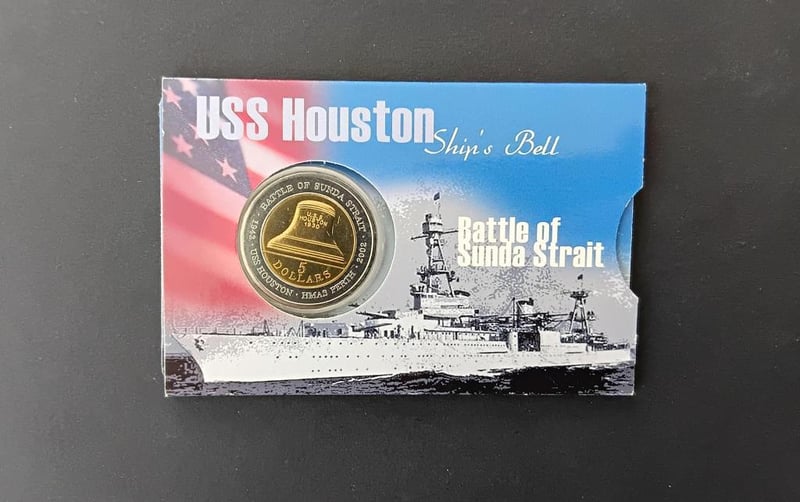 USS Houston
Ship's Bell
Battle of
Sunda Strait
· BATTLE OF SUNDA STRAIT ·
1942 · USS HOUSTON · HMAS PERTH · 2002
U.S.S.
HOUSTON
1930
5
DOLLARS